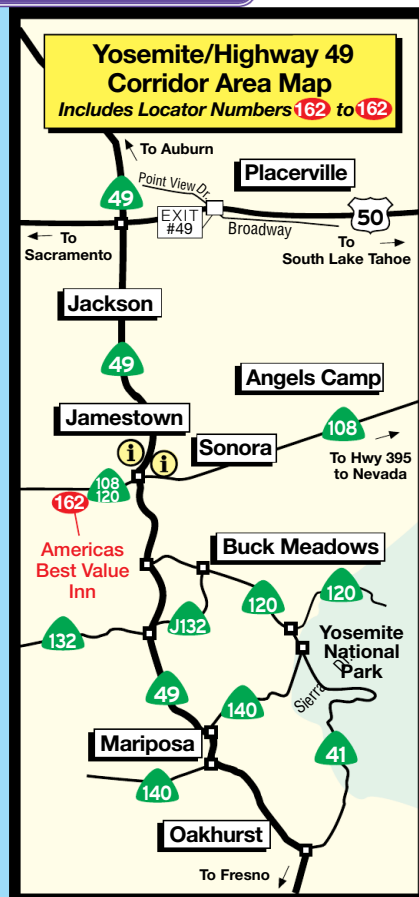 Yosemite/Highway 49
Corridor Area Map
Includes Locator Numbers 162 to 162
To Auburn
Point View Dr.
Placerville
49
EXIT
#49
Broadway
50
To
Sacramento
To
South Lake Tahoe
Jackson
49
Angels Camp
Jamestown
108
i
i
Sonora
To Hwy 395
to Nevada
108
120
162
Americas
Best Value
Inn
Buck Meadows
120
120
132
J132
Yosemite
National
Park
Sierra Dr.
49
140
Mariposa
41
140
Oakhurst
To Fresno